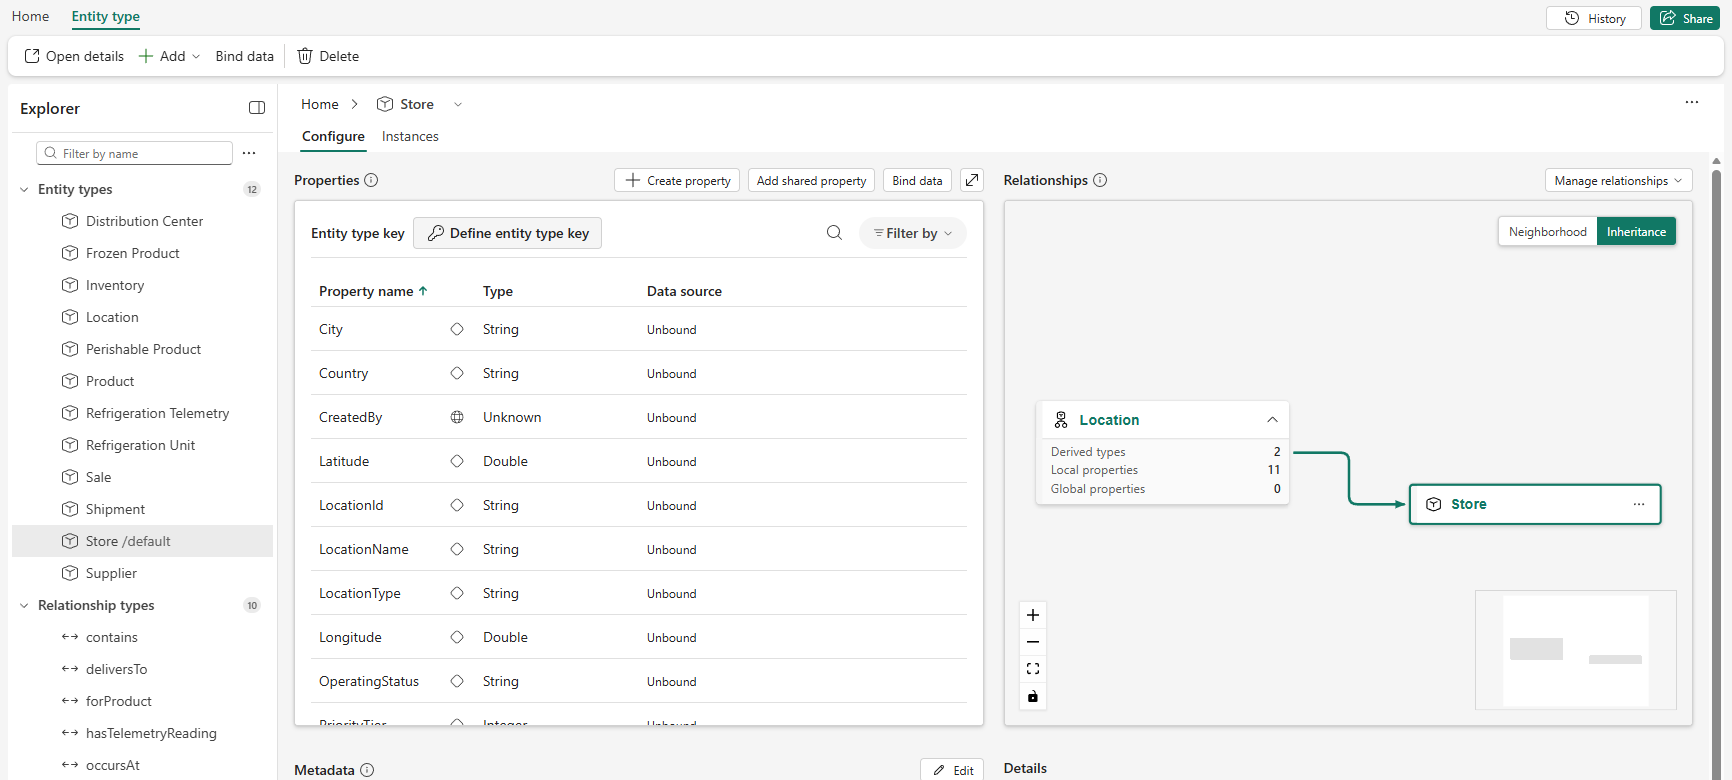 Home Entity type History Share
Open details Add Bind data Delete
Explorer
Filter by name
Entity types 12
Distribution Center
Frozen Product
Inventory
Location
Perishable Product
Product
Refrigeration Telemetry
Refrigeration Unit
Sale
Shipment
Store /default
Supplier
Relationship types 10
contains
deliversTo
forProduct
hasTelemetryReading
occursAt
Home Store
Configure Instances
Properties Create property Add shared property Bind data
Entity type key Define entity type key Filter by
Property name Type Data source
City String Unbound
Country String Unbound
CreatedBy Unknown Unbound
Latitude Double Unbound
LocationId String Unbound
LocationName String Unbound
LocationType String Unbound
Longitude Double Unbound
OperatingStatus String Unbound
PriorityTier Integer Unbound
Metadata Edit
Relationships Manage relationships
Neighborhood Inheritance
Location
Derived types 2
Local properties 11
Global properties 0
Store
Details